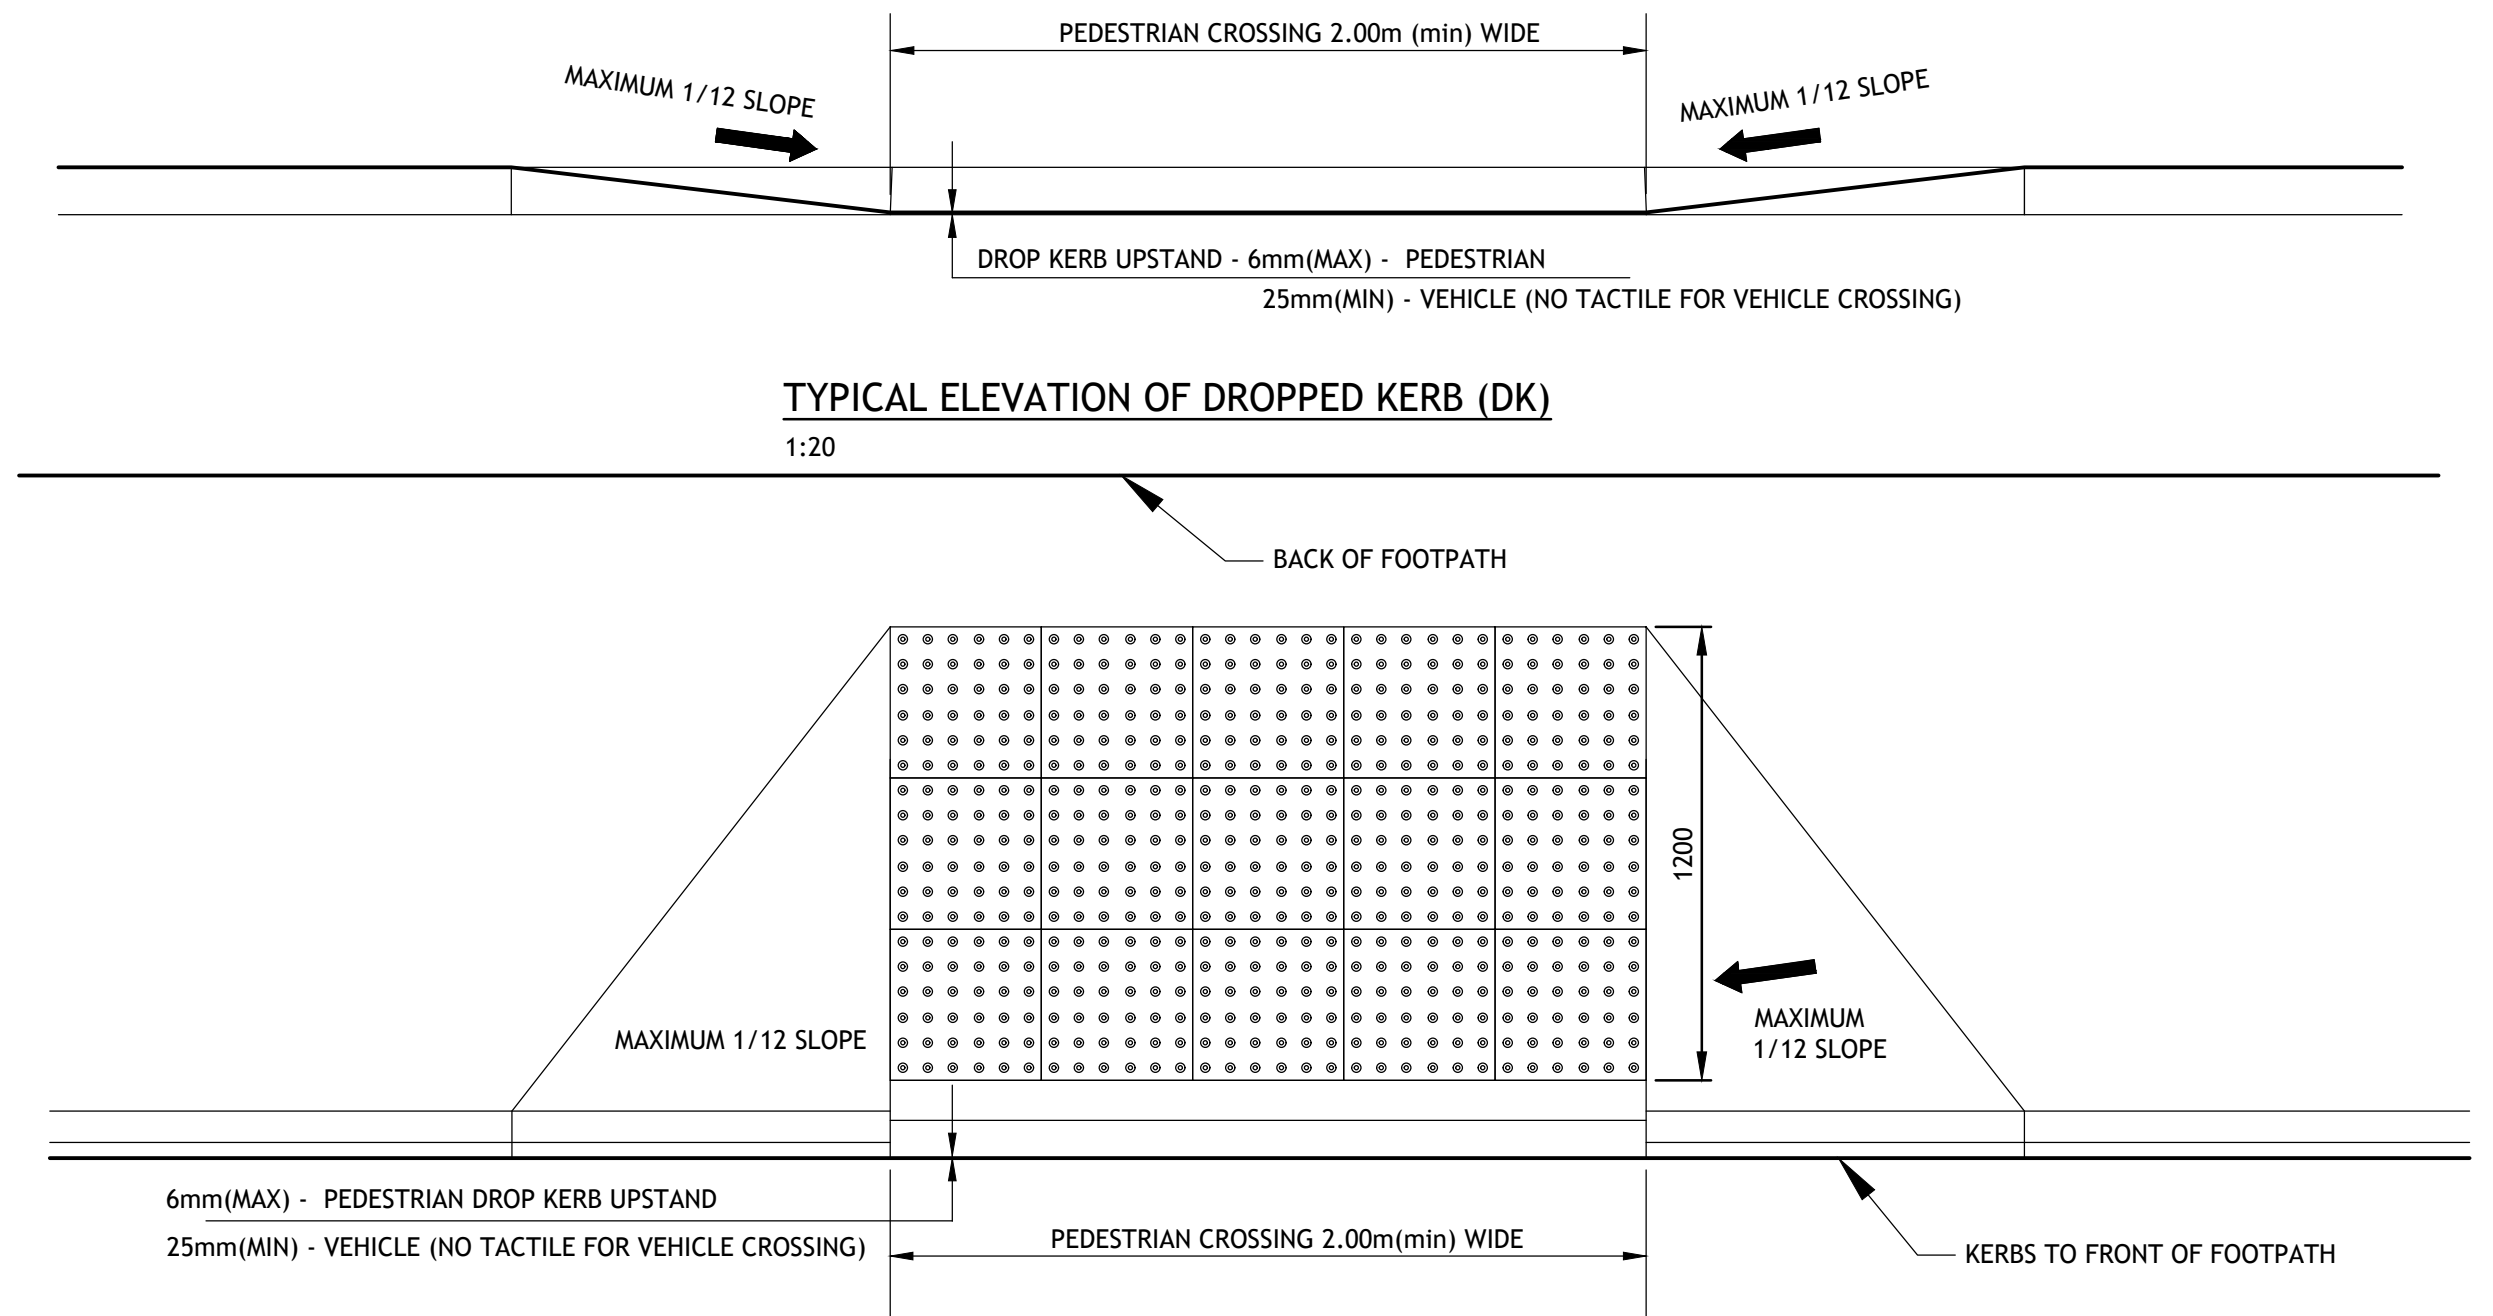 PEDESTRIAN CROSSING 2.00m (min) WIDE
MAXIMUM 1/12 SLOPE
MAXIMUM 1/12 SLOPE
DROP KERB UPSTAND - 6mm(MAX) - PEDESTRIAN
25mm(MIN) - VEHICLE (NO TACTILE FOR VEHICLE CROSSING)
TYPICAL ELEVATION OF DROPPED KERB (DK)
1:20
BACK OF FOOTPATH
1200
MAXIMUM 1/12 SLOPE
MAXIMUM
1/12 SLOPE
6mm(MAX) - PEDESTRIAN DROP KERB UPSTAND
25mm(MIN) - VEHICLE (NO TACTILE FOR VEHICLE CROSSING)
PEDESTRIAN CROSSING 2.00m(min) WIDE
KERBS TO FRONT OF FOOTPATH